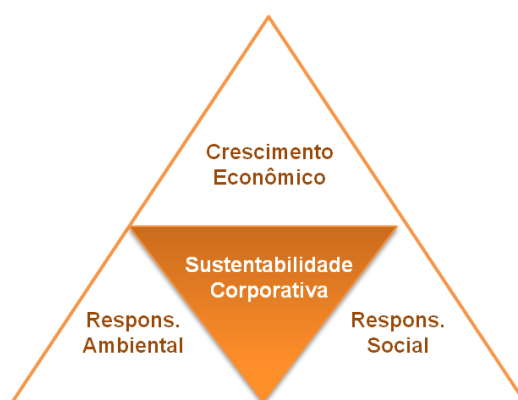 Crescimento
Econômico
Sustentabilidade
Corporativa
Respons.
Ambiental
Respons.
Social